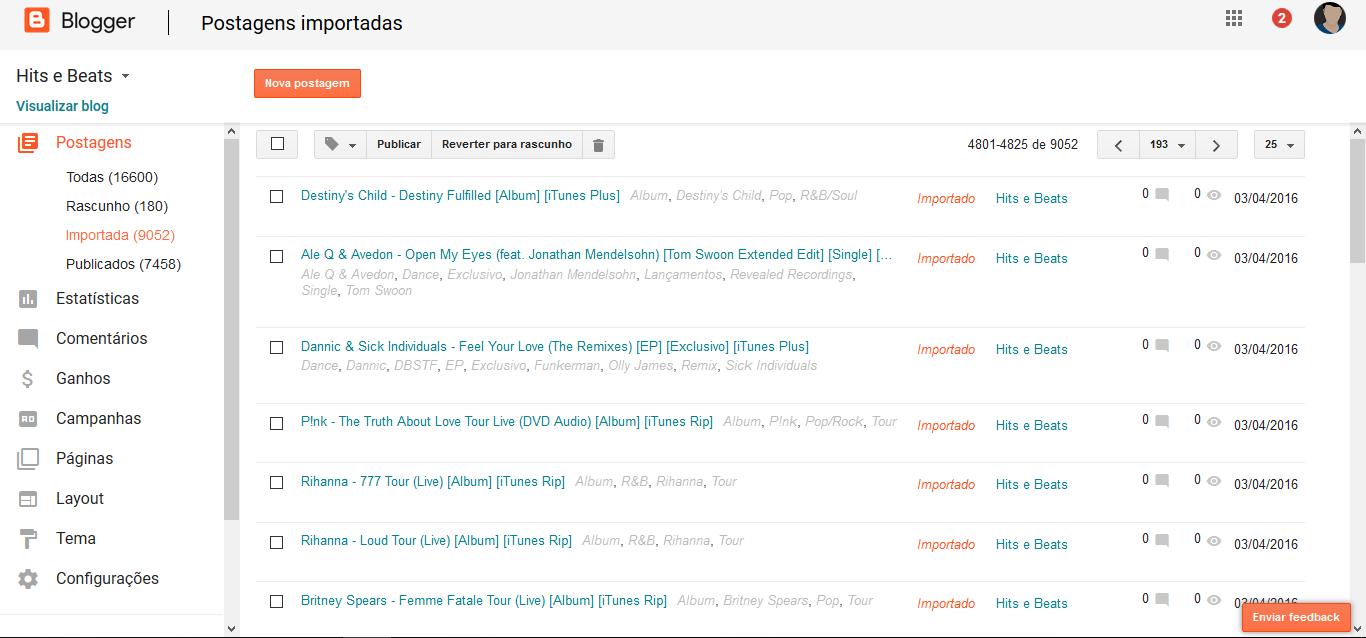 Blogger
Postagens importadas
2
Hits e Beats
Visualizar blog
Nova postagem
Postagens
Todas (16600)
Rascunho (180)
Importada (9052)
Publicados (7458)
Estatísticas
Comentários
Ganhos
Campanhas
Páginas
Layout
Tema
Configurações
Publicar
Reverter para rascunho
4801-4825 de 9052
193
25
Destiny's Child - Destiny Fulfilled [Album] [iTunes Plus] Album, Destiny's Child, Pop, R&B/Soul
Importado Hits e Beats 0 0 03/04/2016
Ale Q & Avedon - Open My Eyes (feat. Jonathan Mendelsohn) [Tom Swoon Extended Edit] [Single] [...
Ale Q & Avedon, Dance, Exclusivo, Jonathan Mendelsohn, Lançamentos, Revealed Recordings,
Single, Tom Swoon
Importado Hits e Beats 0 0 03/04/2016
Dannic & Sick Individuals - Feel Your Love (The Remixes) [EP] [Exclusivo] [iTunes Plus]
Dance, Dannic, DBSTF, EP, Exclusivo, Funkerman, Olly James, Remix, Sick Individuals
Importado Hits e Beats 0 0 03/04/2016
P!nk - The Truth About Love Tour Live (DVD Audio) [Album] [iTunes Rip] Album, P!nk, Pop/Rock, Tour
Importado Hits e Beats 0 0 03/04/2016
Rihanna - 777 Tour (Live) [Album] [iTunes Rip] Album, R&B, Rihanna, Tour
Importado Hits e Beats 0 0 03/04/2016
Rihanna - Loud Tour (Live) [Album] [iTunes Rip] Album, R&B, Rihanna, Tour
Importado Hits e Beats 0 0 03/04/2016
Britney Spears - Femme Fatale Tour (Live) [Album] [iTunes Rip] Album, Britney Spears, Pop, Tour
Importado Hits e Beats 0 0
Enviar feedback